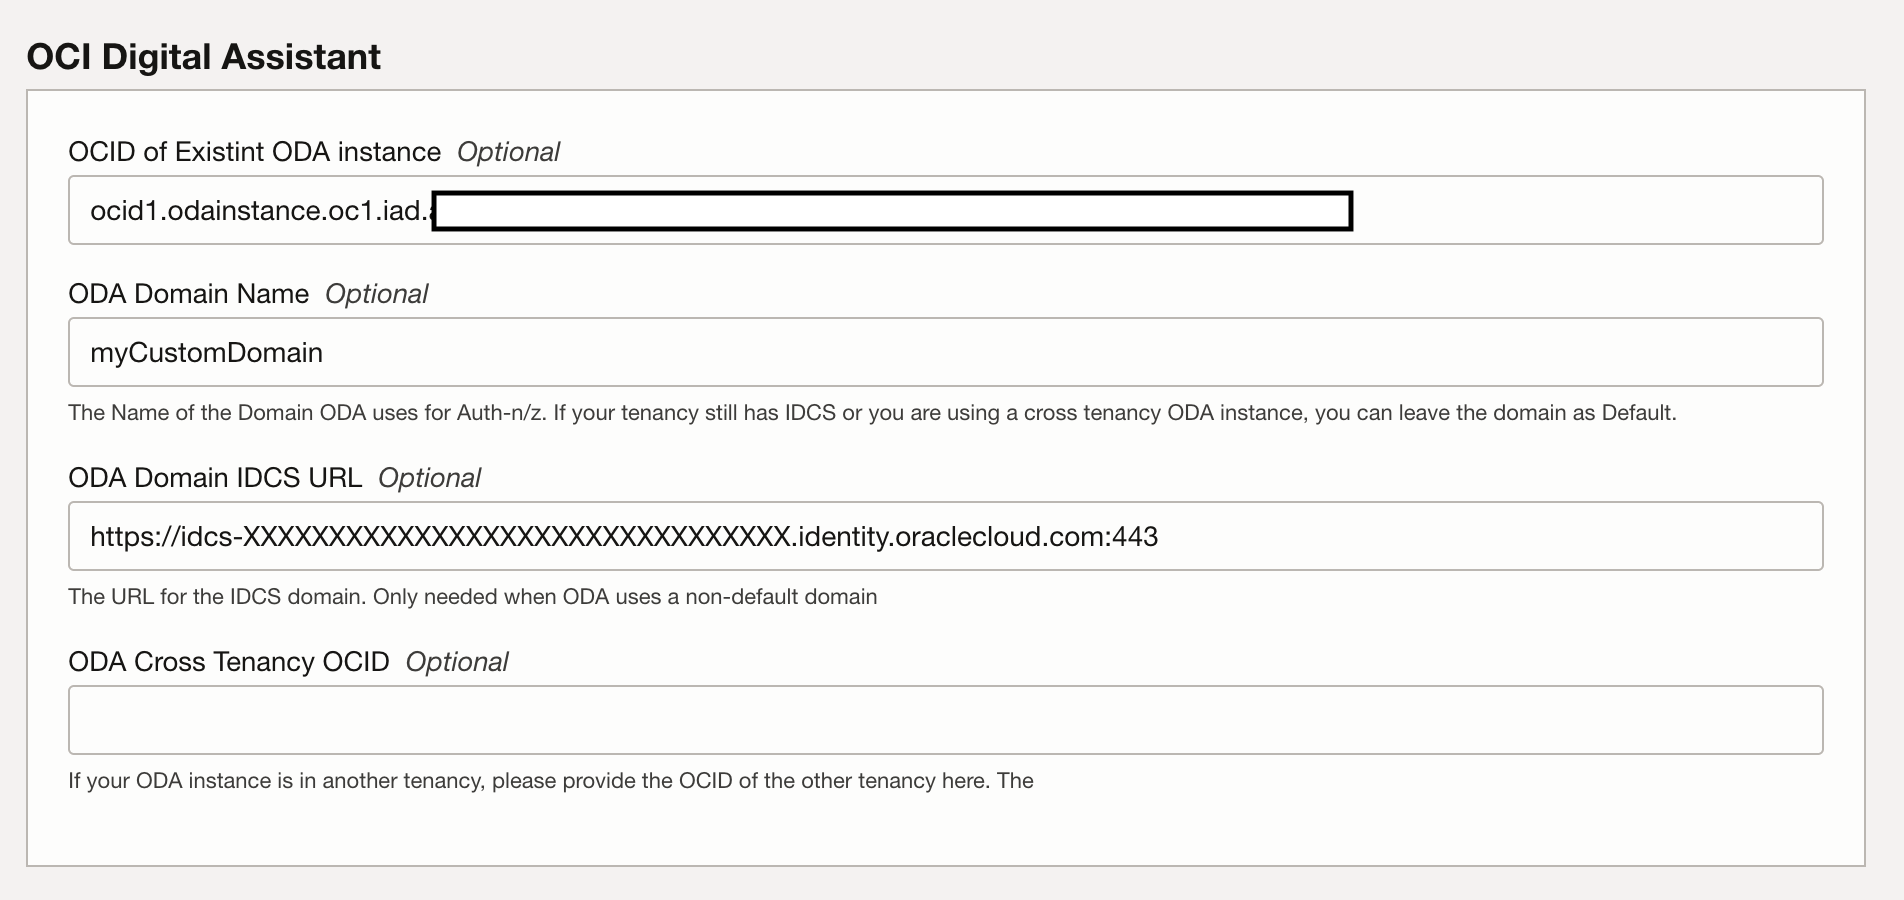 OCI Digital Assistant
OCID of Existint ODA instance Optional
ocid1.odainstance.oc1.iad.
ODA Domain Name Optional
myCustomDomain
The Name of the Domain ODA uses for Auth-n/z. If your tenancy still has IDCS or you are using a cross tenancy ODA instance, you can leave the domain as Default.
ODA Domain IDCS URL Optional
https://idcs-XXXXXXXXXXXXXXXXXXXXXXXXXXXXXXXX.identity.oraclecloud.com:443
The URL for the IDCS domain. Only needed when ODA uses a non-default domain
ODA Cross Tenancy OCID Optional
If your ODA instance is in another tenancy, please provide the OCID of the other tenancy here. The